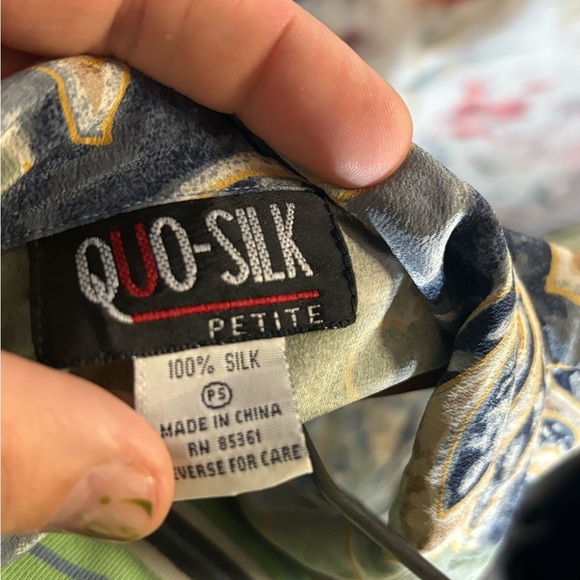 QUO-SILK
PETITE
100% SILK
PS
MADE IN CHINA
RN 85361
EVERSE FOR CARE